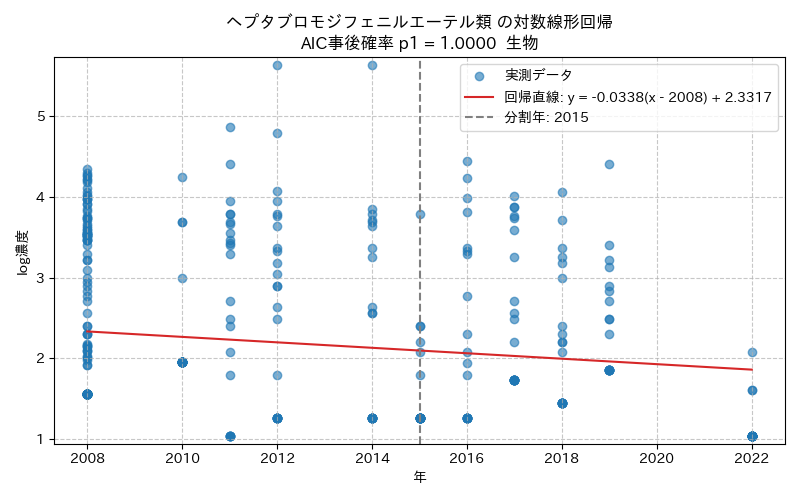 ヘプタブロモジフェニルエーテル類 の対数線形回帰
AIC事後確率 p1 = 1.0000 生物
実測データ
回帰直線: y = -0.0338(x - 2008) + 2.3317
分割年: 2015
log濃度
5
4
3
2
1
2008 2010 2012 2014 2016 2018 2020 2022
年